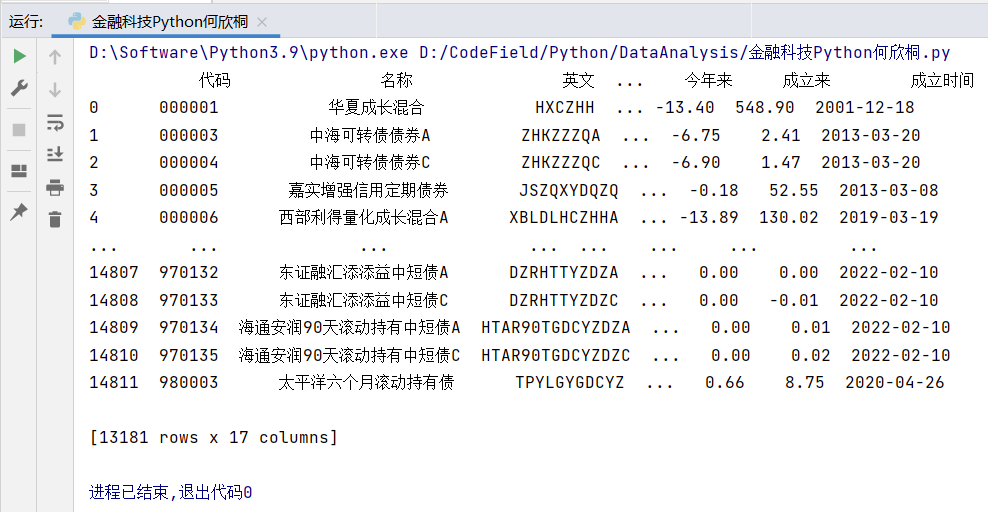 运行: 金融科技Python何欣桐
D:\Software\Python3.9\python.exe D:/CodeField/Python/DataAnalysis/金融科技Python何欣桐.py
代码 名称 英文 ... 今年来 成立来 成立时间
0 000001 华夏成长混合 HXCZHH ... -13.40 548.90 2001-12-18
1 000003 中海可转债债券A ZHKZZZQA ... -6.75 2.41 2013-03-20
2 000004 中海可转债债券C ZHKZZZQC ... -6.90 1.47 2013-03-20
3 000005 嘉实增强信用定期债券 JSZQXYDQZQ ... -0.18 52.55 2013-03-08
4 000006 西部利得量化成长混合A XBLDLHCZHHA ... -13.89 130.02 2019-03-19
... ... ... ... ... ... ... ...
14807 970132 东证融汇添添益中短债A DZRHTTYZDZA ... 0.00 0.00 2022-02-10
14808 970133 东证融汇添添益中短债C DZRHTTYZDZC ... 0.00 -0.01 2022-02-10
14809 970134 海通安润90天滚动持有中短债A HTAR90TGDCYZDZA ... 0.00 0.01 2022-02-10
14810 970135 海通安润90天滚动持有中短债C HTAR90TGDCYZDZC ... 0.00 0.02 2022-02-10
14811 980003 太平洋六个月滚动持有债 TPYLGYGDCYZ ... 0.66 8.75 2020-04-26
[13181 rows x 17 columns]
进程已结束,退出代码0